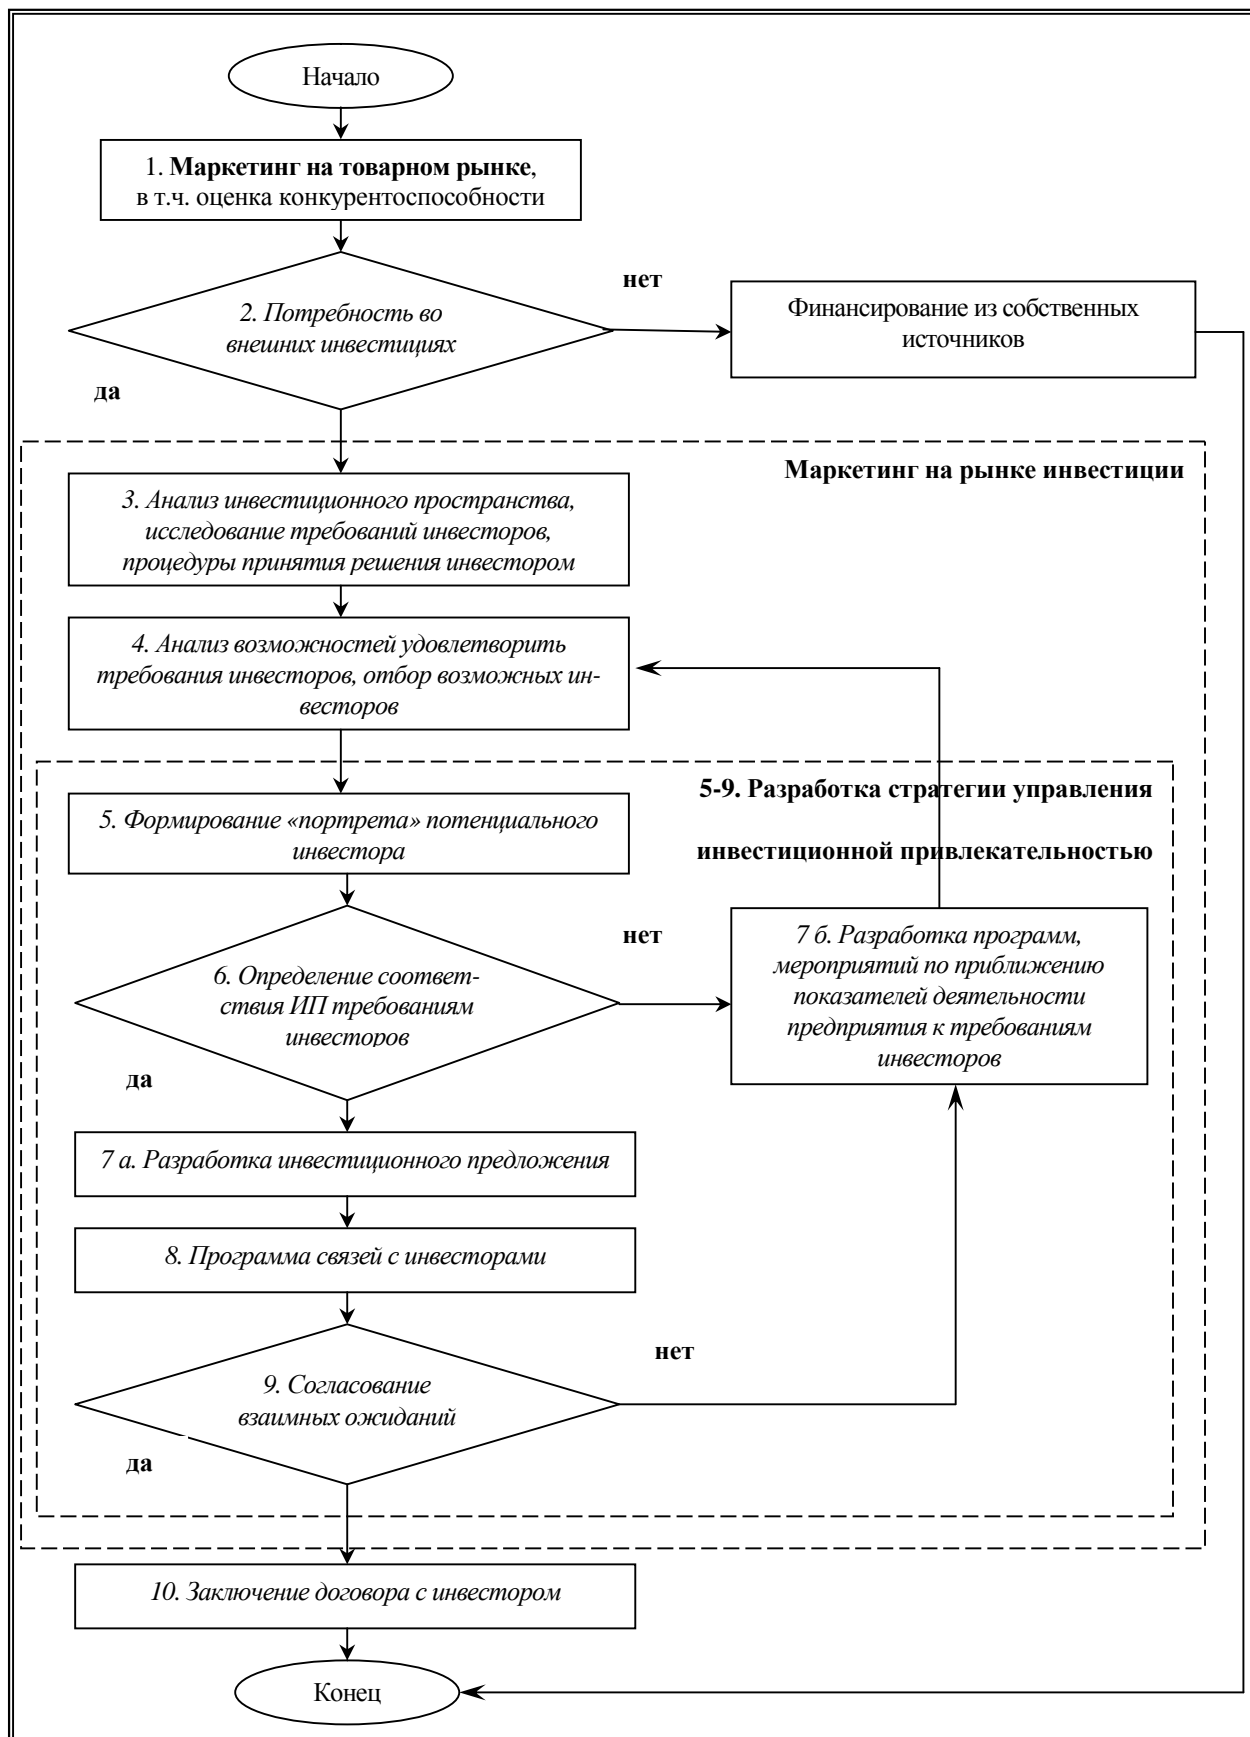 Начало
1. Маркетинг на товарном рынке,
в т.ч. оценка конкурентоспособности
нет
2. Потребность во
внешних инвестициях
Финансирование из собственных
источников
да
Маркетинг на рынке инвестиции
3. Анализ инвестиционного пространства,
исследование требований инвесторов,
процедуры принятия решения инвестором
4. Анализ возможностей удовлетворить
требования инвесторов, отбор возможных ин-
весторов
5-9. Разработка стратегии управления
инвестиционной привлекательностью
5. Формирование «портрета» потенциального
инвестора
нет
6. Определение соответ-
ствия ИП требованиям
инвесторов
7 б. Разработка программ,
мероприятий по приближению
показателей деятельности
предприятия к требованиям
инвесторов
да
7 а. Разработка инвестиционного предложения
8. Программа связей с инвесторами
нет
9. Согласование
взаимных ожиданий
да
10. Заключение договора с инвестором
Конец